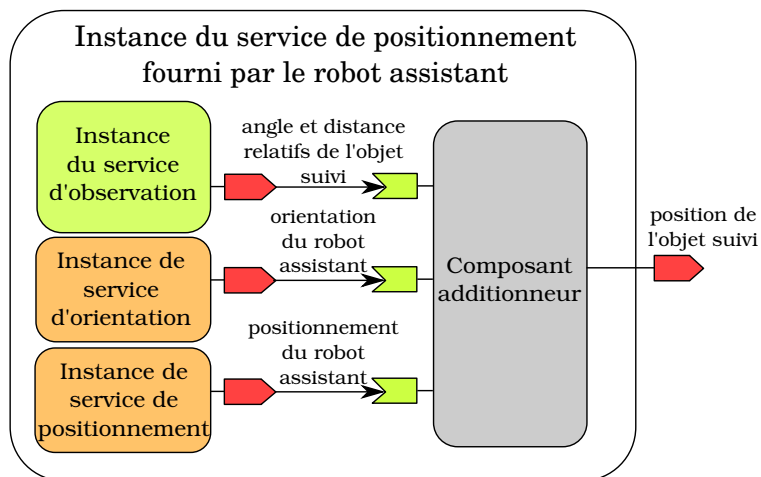 Instance du service de positionnement
fourni par le robot assistant
Instance
du service
d'observation
angle et distance
relatifs de l'objet
suivi
Instance de
service
d'orientation
orientation
du robot
assistant
Instance de
service de
positionnement
positionnement
du robot
assistant
Composant
additionneur
position de
l'objet suivi